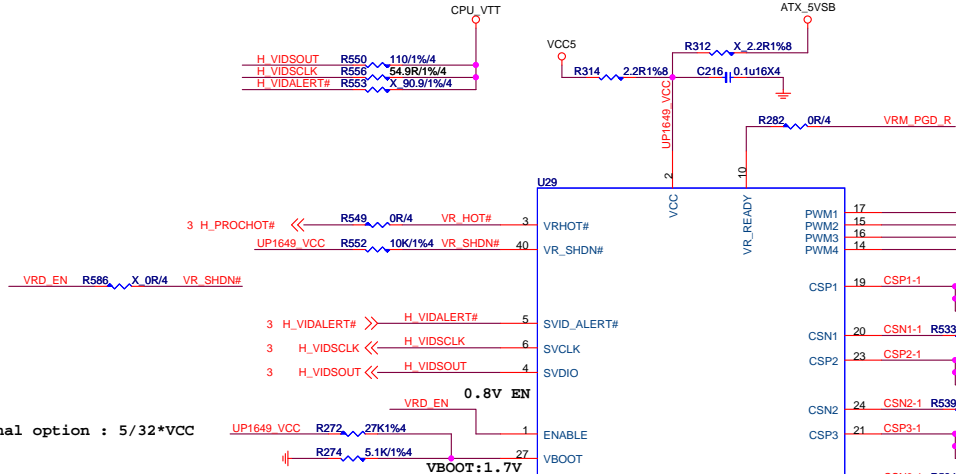 CPU_VTT
ATX_5VSB
VCC5
H_VIDSOUT R550 110/1%/4
H_VIDSCLK R556 54.9R/1%/4
H_VIDALERT# R553 X_90.9/1%/4
R312 X_2.2R1%8
R314 2.2R1%8
C216 0.1u16X4
UP1649_VCC
R282 0R/4 VRM_PGD_R
2
10
U29
VCC
VR_READY
3 H_PROCHOT# R549 0R/4 VR_HOT# 3 VRHOT#
UP1649_VCC R552 10K/1%4 VR_SHDN# 40 VR_SHDN#
VRD_EN R586 X_0R/4 VR_SHDN#
PWM1 17
PWM2 15
PWM3 16
PWM4 14
CSP1 19 CSP1-1
3 H_VIDALERT# H_VIDALERT# 5 SVID_ALERT#
3 H_VIDSCLK H_VIDSCLK 6 SVCLK
3 H_VIDSOUT H_VIDSOUT 4 SVDIO
CSN1 20 CSN1-1 R533
CSP2 23 CSP2-1
0.8V EN
VRD_EN
1 ENABLE
CSN2 24 CSN2-1 R539
CSP3 21 CSP3-1
nal option : 5/32*VCC
UP1649_VCC R272 27K1%4
R274 5.1K/1%4
27 VBOOT
VBOOT:1.7V